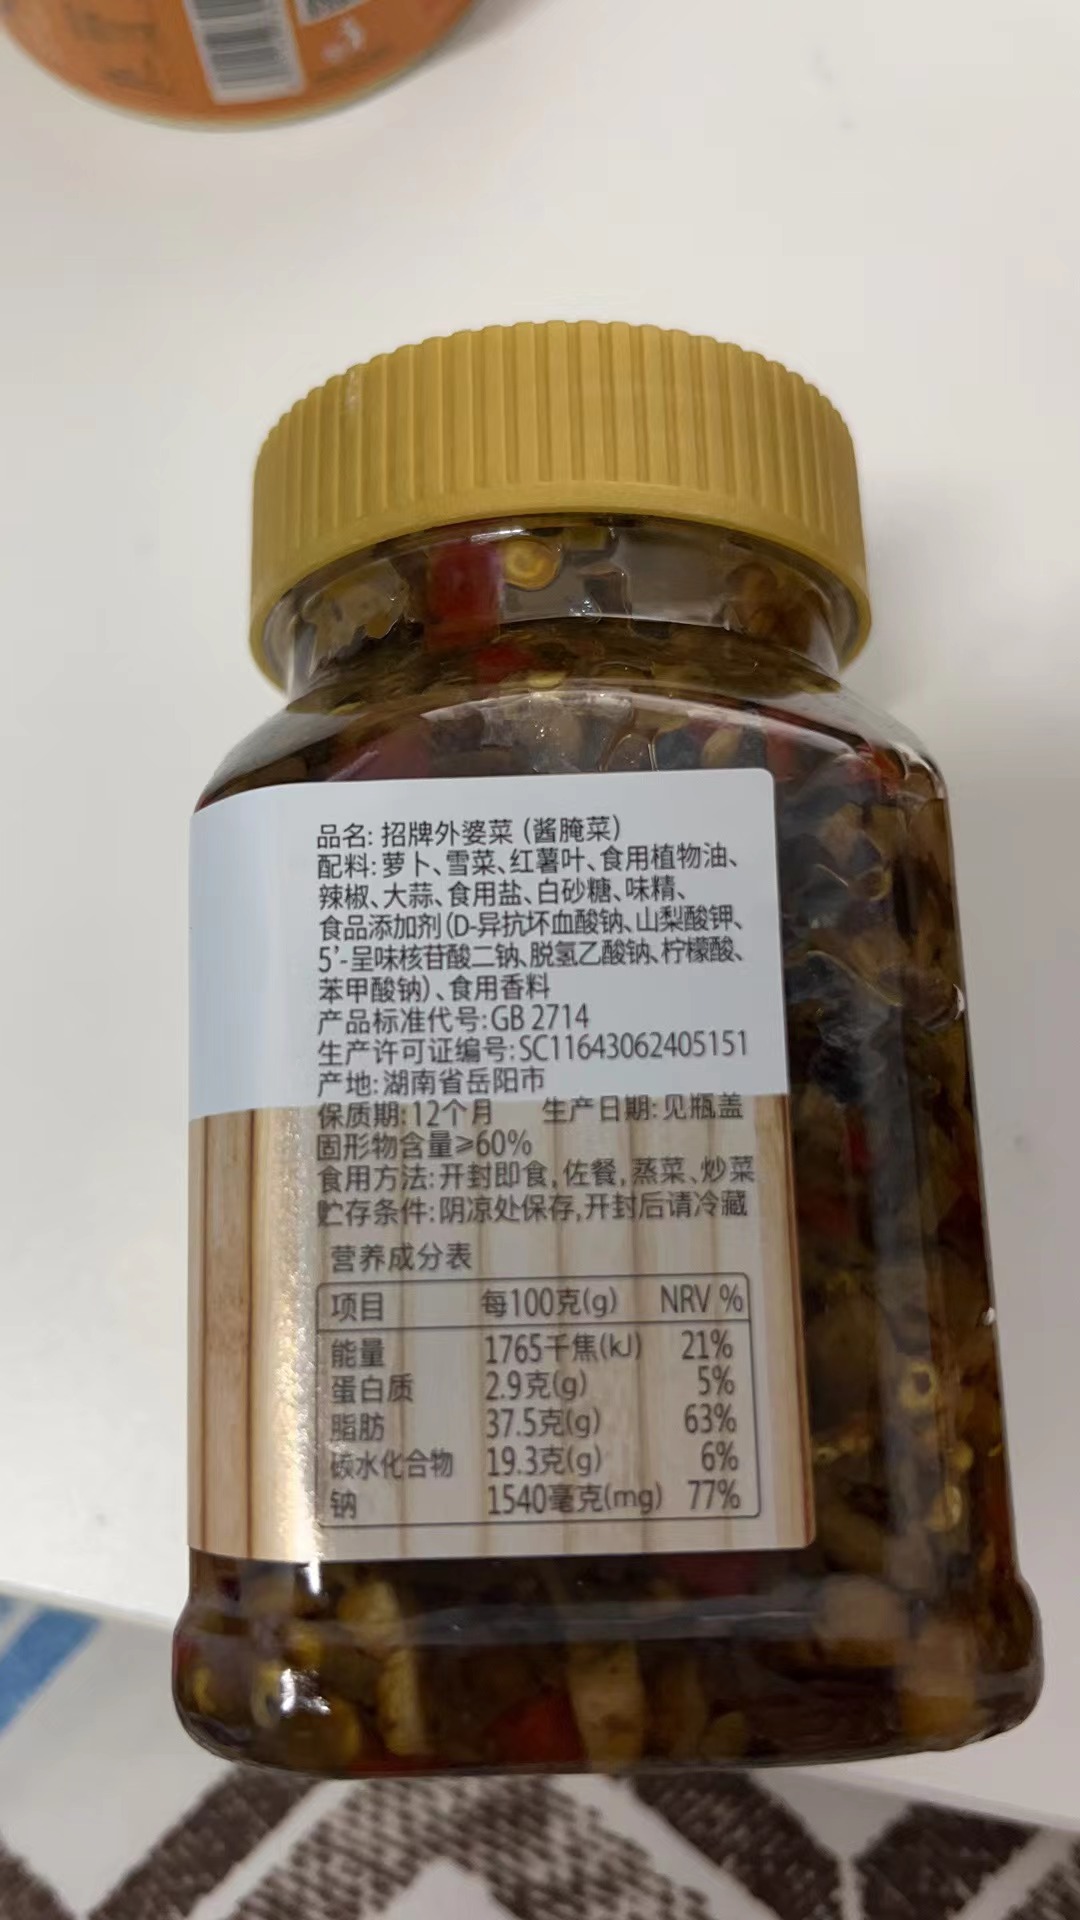 品名: 招牌外婆菜 (酱腌菜)
配料: 萝卜、雪菜、红薯叶、食用植物油、
辣椒、大蒜、食用盐、白砂糖、味精、
食品添加剂 (D-异抗坏血酸钠、山梨酸钾、
5'-呈味核苷酸二钠、脱氢乙酸钠、柠檬酸、
苯甲酸钠)、食用香料
产品标准代号: GB 2714
生产许可证编号: SC11643062405151
产地: 湖南省岳阳市
保质期: 12个月 生产日期: 见瓶盖
固形物含量≥60%
食用方法: 开封即食, 佐餐, 蒸菜、炒菜
贮存条件: 阴凉处保存, 开封后请冷藏
营养成分表
项目 每100克(g) NRV %
能量 1765千焦(kJ) 21%
蛋白质 2.9克(g) 5%
脂肪 37.5克(g) 63%
碳水化合物 19.3克(g) 6%
钠 1540毫克(mg) 77%